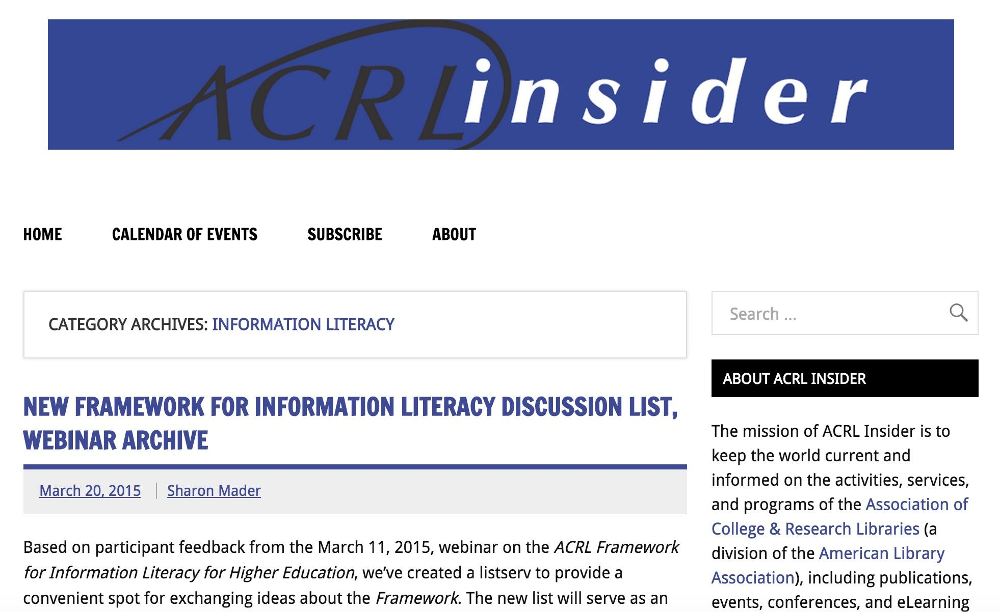 ACRLinsider
HOME CALENDAR OF EVENTS SUBSCRIBE ABOUT
CATEGORY ARCHIVES: INFORMATION LITERACY
NEW FRAMEWORK FOR INFORMATION LITERACY DISCUSSION LIST,
WEBINAR ARCHIVE
March 20, 2015 | Sharon Mader
Based on participant feedback from the March 11, 2015, webinar on the ACRL Framework
for Information Literacy for Higher Education, we’ve created a listserv to provide a
convenient spot for exchanging ideas about the Framework. The new list will serve as an
Search ...
ABOUT ACRL INSIDER
The mission of ACRL Insider is to
keep the world current and
informed on the activities, services,
and programs of the Association of
College & Research Libraries (a
division of the American Library
Association), including publications,
events, conferences, and eLearning